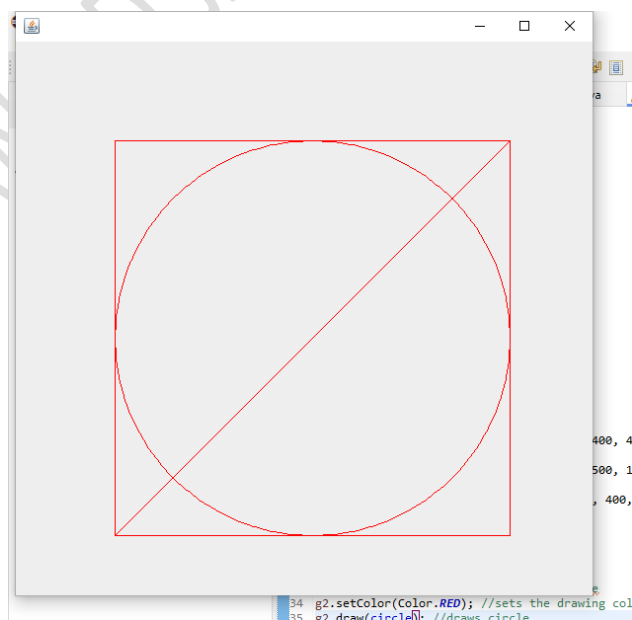 va
400, 4
500, 1
, 400,
34 g2.setColor(Color.RED); //sets the drawing col
35 g2.draw(circle); //draws circle